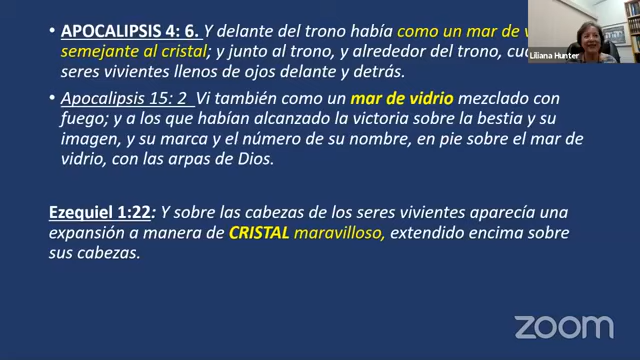 • APOCALIPSIS 4: 6. Y delante del trono había como un mar de
semejante al cristal; y junto al trono, y alrededor del trono,
seres vivientes llenos de ojos delante y detrás.
• Apocalipsis 15: 2 Vi también como un mar de vidrio mezclado con
fuego; y a los que habían alcanzado la victoria sobre la bestia y su
imagen, y su marca y el número de su nombre, en pie sobre el mar de
vidrio, con las arpas de Dios.
Ezequiel 1:22: Y sobre las cabezas de los seres vivientes aparecía una
expansión a manera de CRISTAL maravilloso, extendido encima sobre
sus cabezas.
Liliana Hunter
zoom